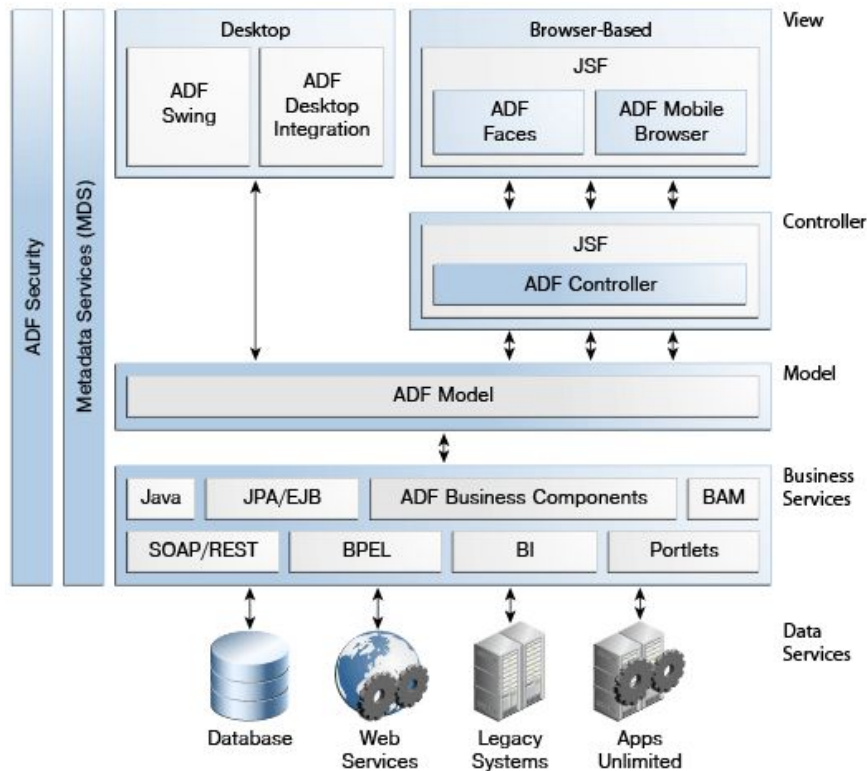 Desktop
Browser-Based
View
ADF
Swing
ADF
Desktop
Integration
JSF
ADF
Faces
ADF Mobile
Browser
Controller
JSF
ADF Controller
ADF Security
Metadata Services (MDS)
Model
ADF Model
Business
Services
Java
JPA/EJB
ADF Business Components
BAM
SOAP/REST
BPEL
BI
Portlets
Data
Services
Database
Web
Services
Legacy
Systems
Apps
Unlimited